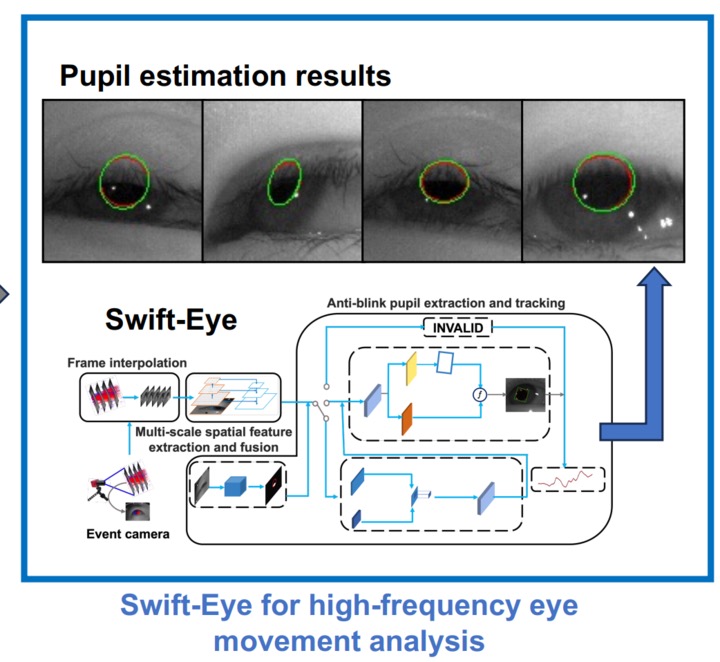 Pupil estimation results
Anti-blink pupil extraction and tracking
Swift-Eye
INVALID
Frame interpolation
Multi-scale spatial feature
extraction and fusion
f
Event camera
Swift-Eye for high-frequency eye
movement analysis